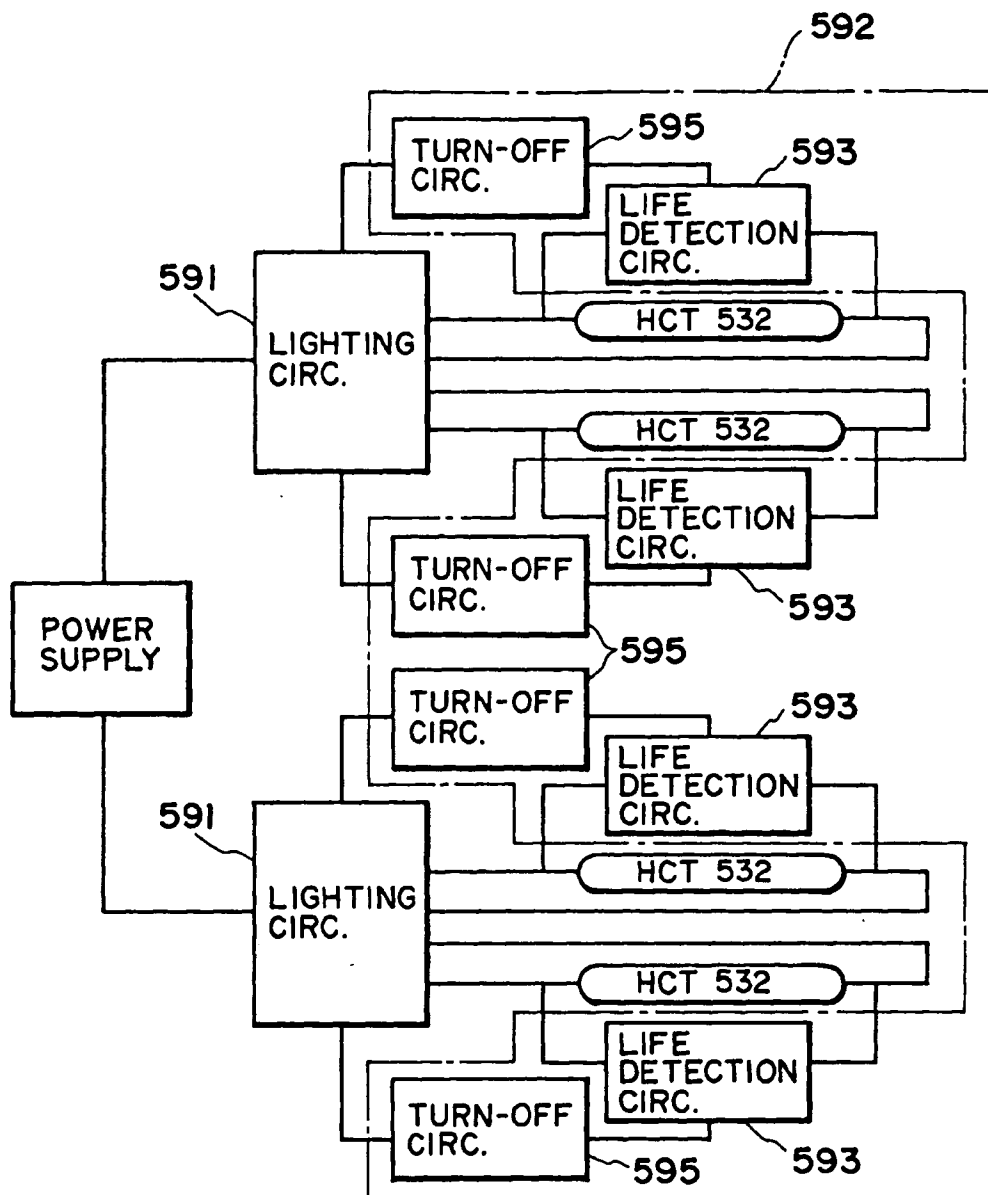 592
TURN-OFF
CIRC.
595
593
LIFE
DETECTION
CIRC.
591
LIGHTING
CIRC.
HCT 532
HCT 532
LIFE
DETECTION
CIRC.
TURN-OFF
CIRC.
593
POWER
SUPPLY
595
TURN-OFF
CIRC.
593
LIFE
DETECTION
CIRC.
591
LIGHTING
CIRC.
HCT 532
HCT 532
LIFE
DETECTION
CIRC.
TURN-OFF
CIRC.
593
595